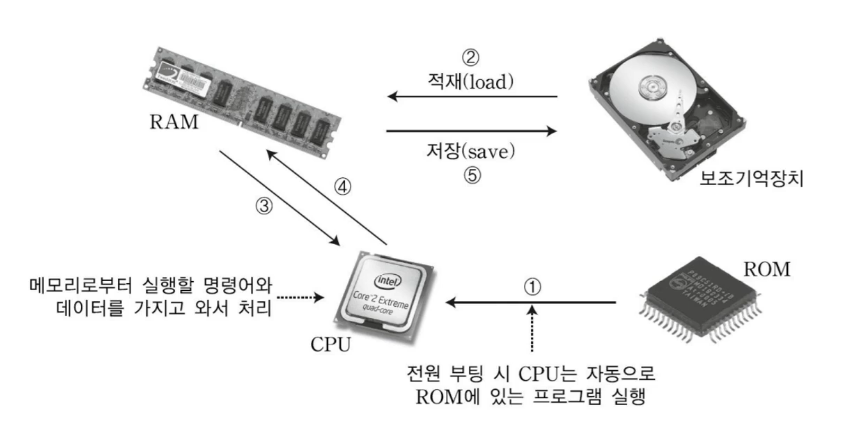 ②
적재(load)
RAM
저장(save)
⑤
보조기억장치
③
④
메모리로부터 실행할 명령어와
데이터를 가지고 와서 처리
intel
Core 2 Extreme
quad-core
CPU
①
ROM
전원 부팅 시 CPU는 자동으로
ROM에 있는 프로그램 실행